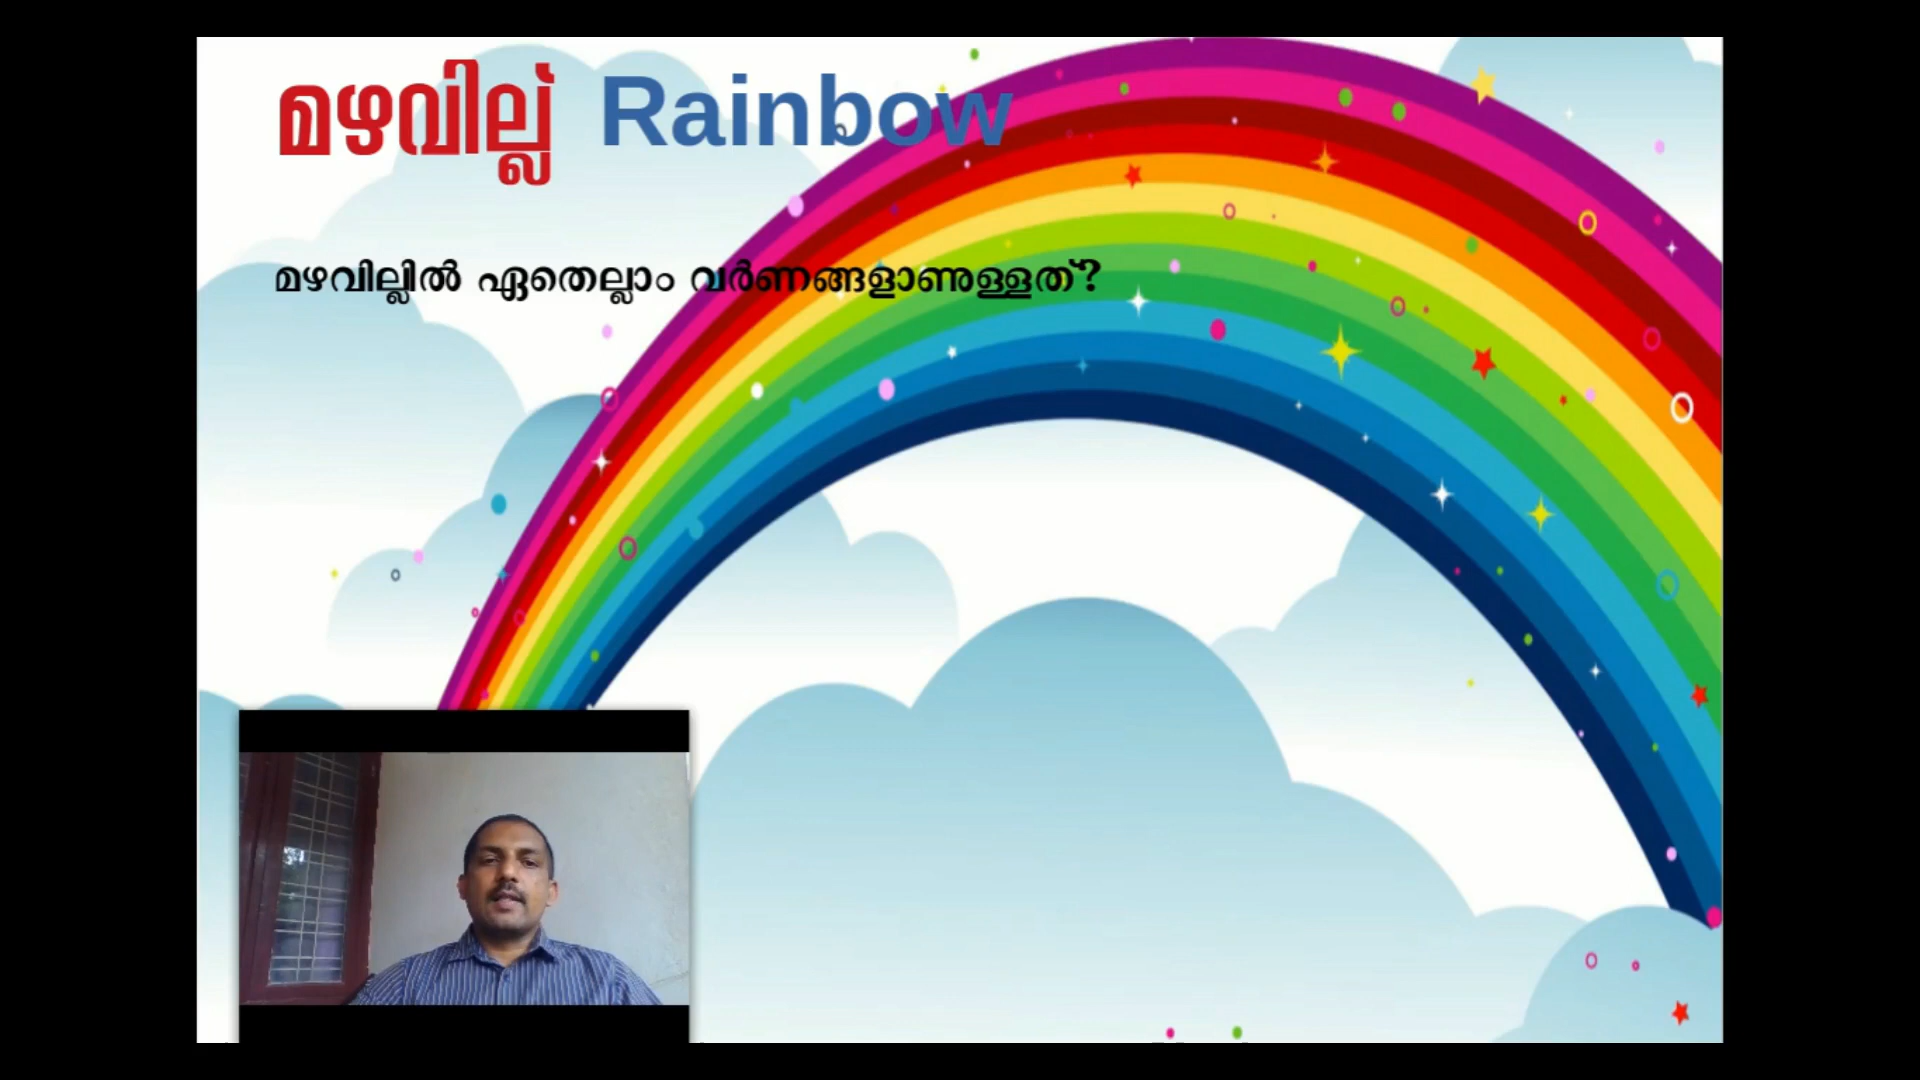 മഴവില്ല് Rainbow
മഴവില്ലിൽ ഏതെല്ലാം വർണങ്ങളാണുള്ളത്?